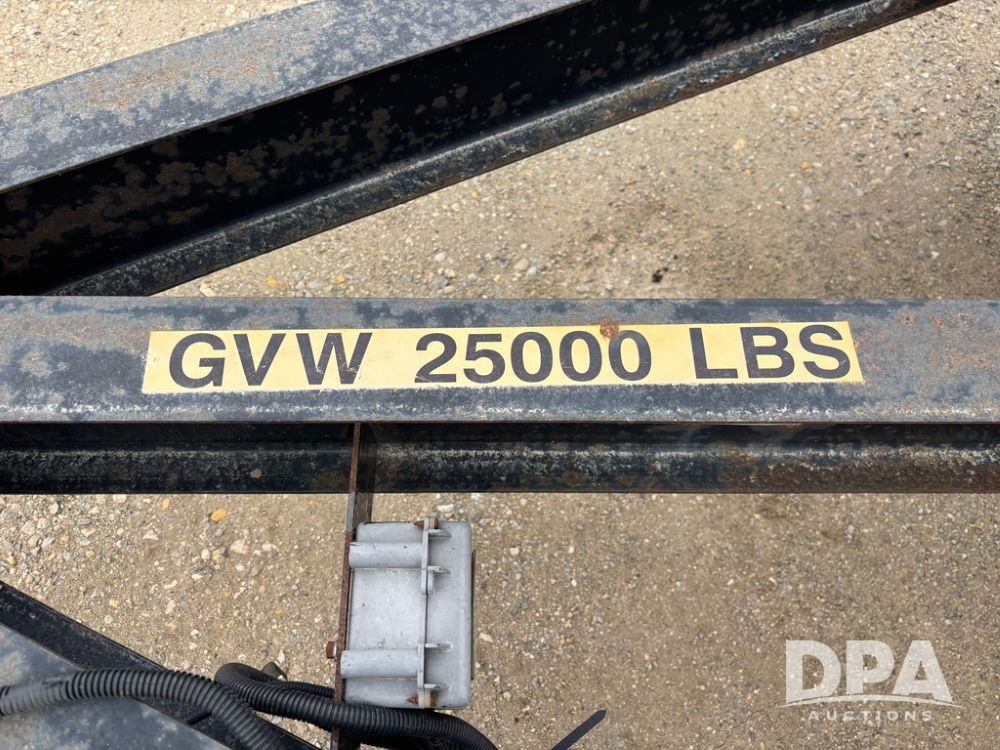 GVW 25000 LBS
DPA
AUCTIONS